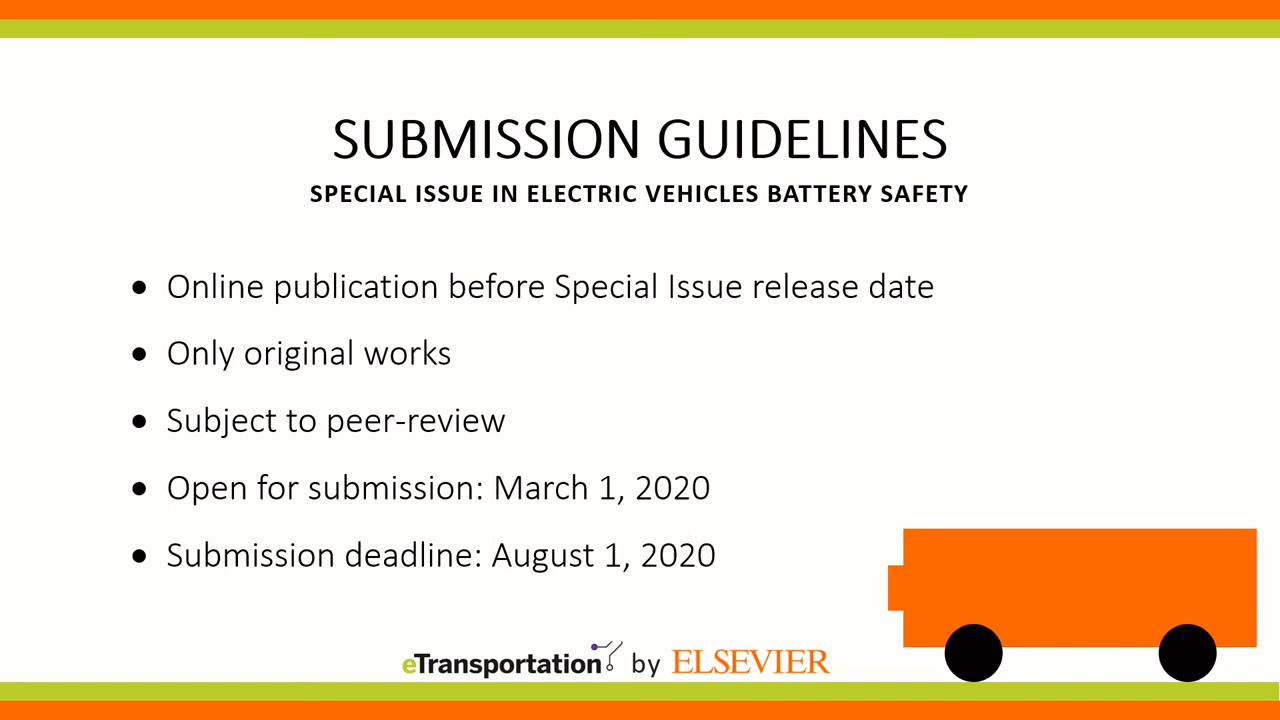 SUBMISSION GUIDELINES
SPECIAL ISSUE IN ELECTRIC VEHICLES BATTERY SAFETY
• Online publication before Special Issue release date
• Only original works
• Subject to peer-review
• Open for submission: March 1, 2020
• Submission deadline: August 1, 2020
eTransportation by ELSEVIER